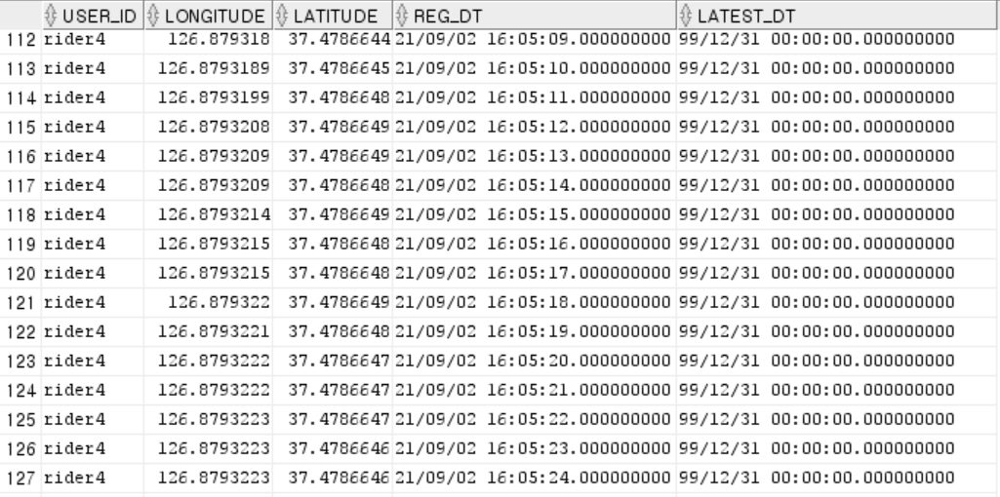 USER_ID LONGITUDE LATITUDE REG_DT LATEST_DT
112 rider4 126.879318 37.4786644 21/09/02 16:05:09.000000000 99/12/31 00:00:00.000000000
113 rider4 126.8793189 37.4786645 21/09/02 16:05:10.000000000 99/12/31 00:00:00.000000000
114 rider4 126.8793199 37.4786648 21/09/02 16:05:11.000000000 99/12/31 00:00:00.000000000
115 rider4 126.8793208 37.4786649 21/09/02 16:05:12.000000000 99/12/31 00:00:00.000000000
116 rider4 126.8793209 37.4786649 21/09/02 16:05:13.000000000 99/12/31 00:00:00.000000000
117 rider4 126.8793209 37.4786648 21/09/02 16:05:14.000000000 99/12/31 00:00:00.000000000
118 rider4 126.8793214 37.4786649 21/09/02 16:05:15.000000000 99/12/31 00:00:00.000000000
119 rider4 126.8793215 37.4786648 21/09/02 16:05:16.000000000 99/12/31 00:00:00.000000000
120 rider4 126.8793215 37.4786648 21/09/02 16:05:17.000000000 99/12/31 00:00:00.000000000
121 rider4 126.879322 37.4786649 21/09/02 16:05:18.000000000 99/12/31 00:00:00.000000000
122 rider4 126.8793221 37.4786648 21/09/02 16:05:19.000000000 99/12/31 00:00:00.000000000
123 rider4 126.8793222 37.4786647 21/09/02 16:05:20.000000000 99/12/31 00:00:00.000000000
124 rider4 126.8793222 37.4786647 21/09/02 16:05:21.000000000 99/12/31 00:00:00.000000000
125 rider4 126.8793223 37.4786647 21/09/02 16:05:22.000000000 99/12/31 00:00:00.000000000
126 rider4 126.8793223 37.4786646 21/09/02 16:05:23.000000000 99/12/31 00:00:00.000000000
127 rider4 126.8793223 37.4786646 21/09/02 16:05:24.000000000 99/12/31 00:00:00.000000000